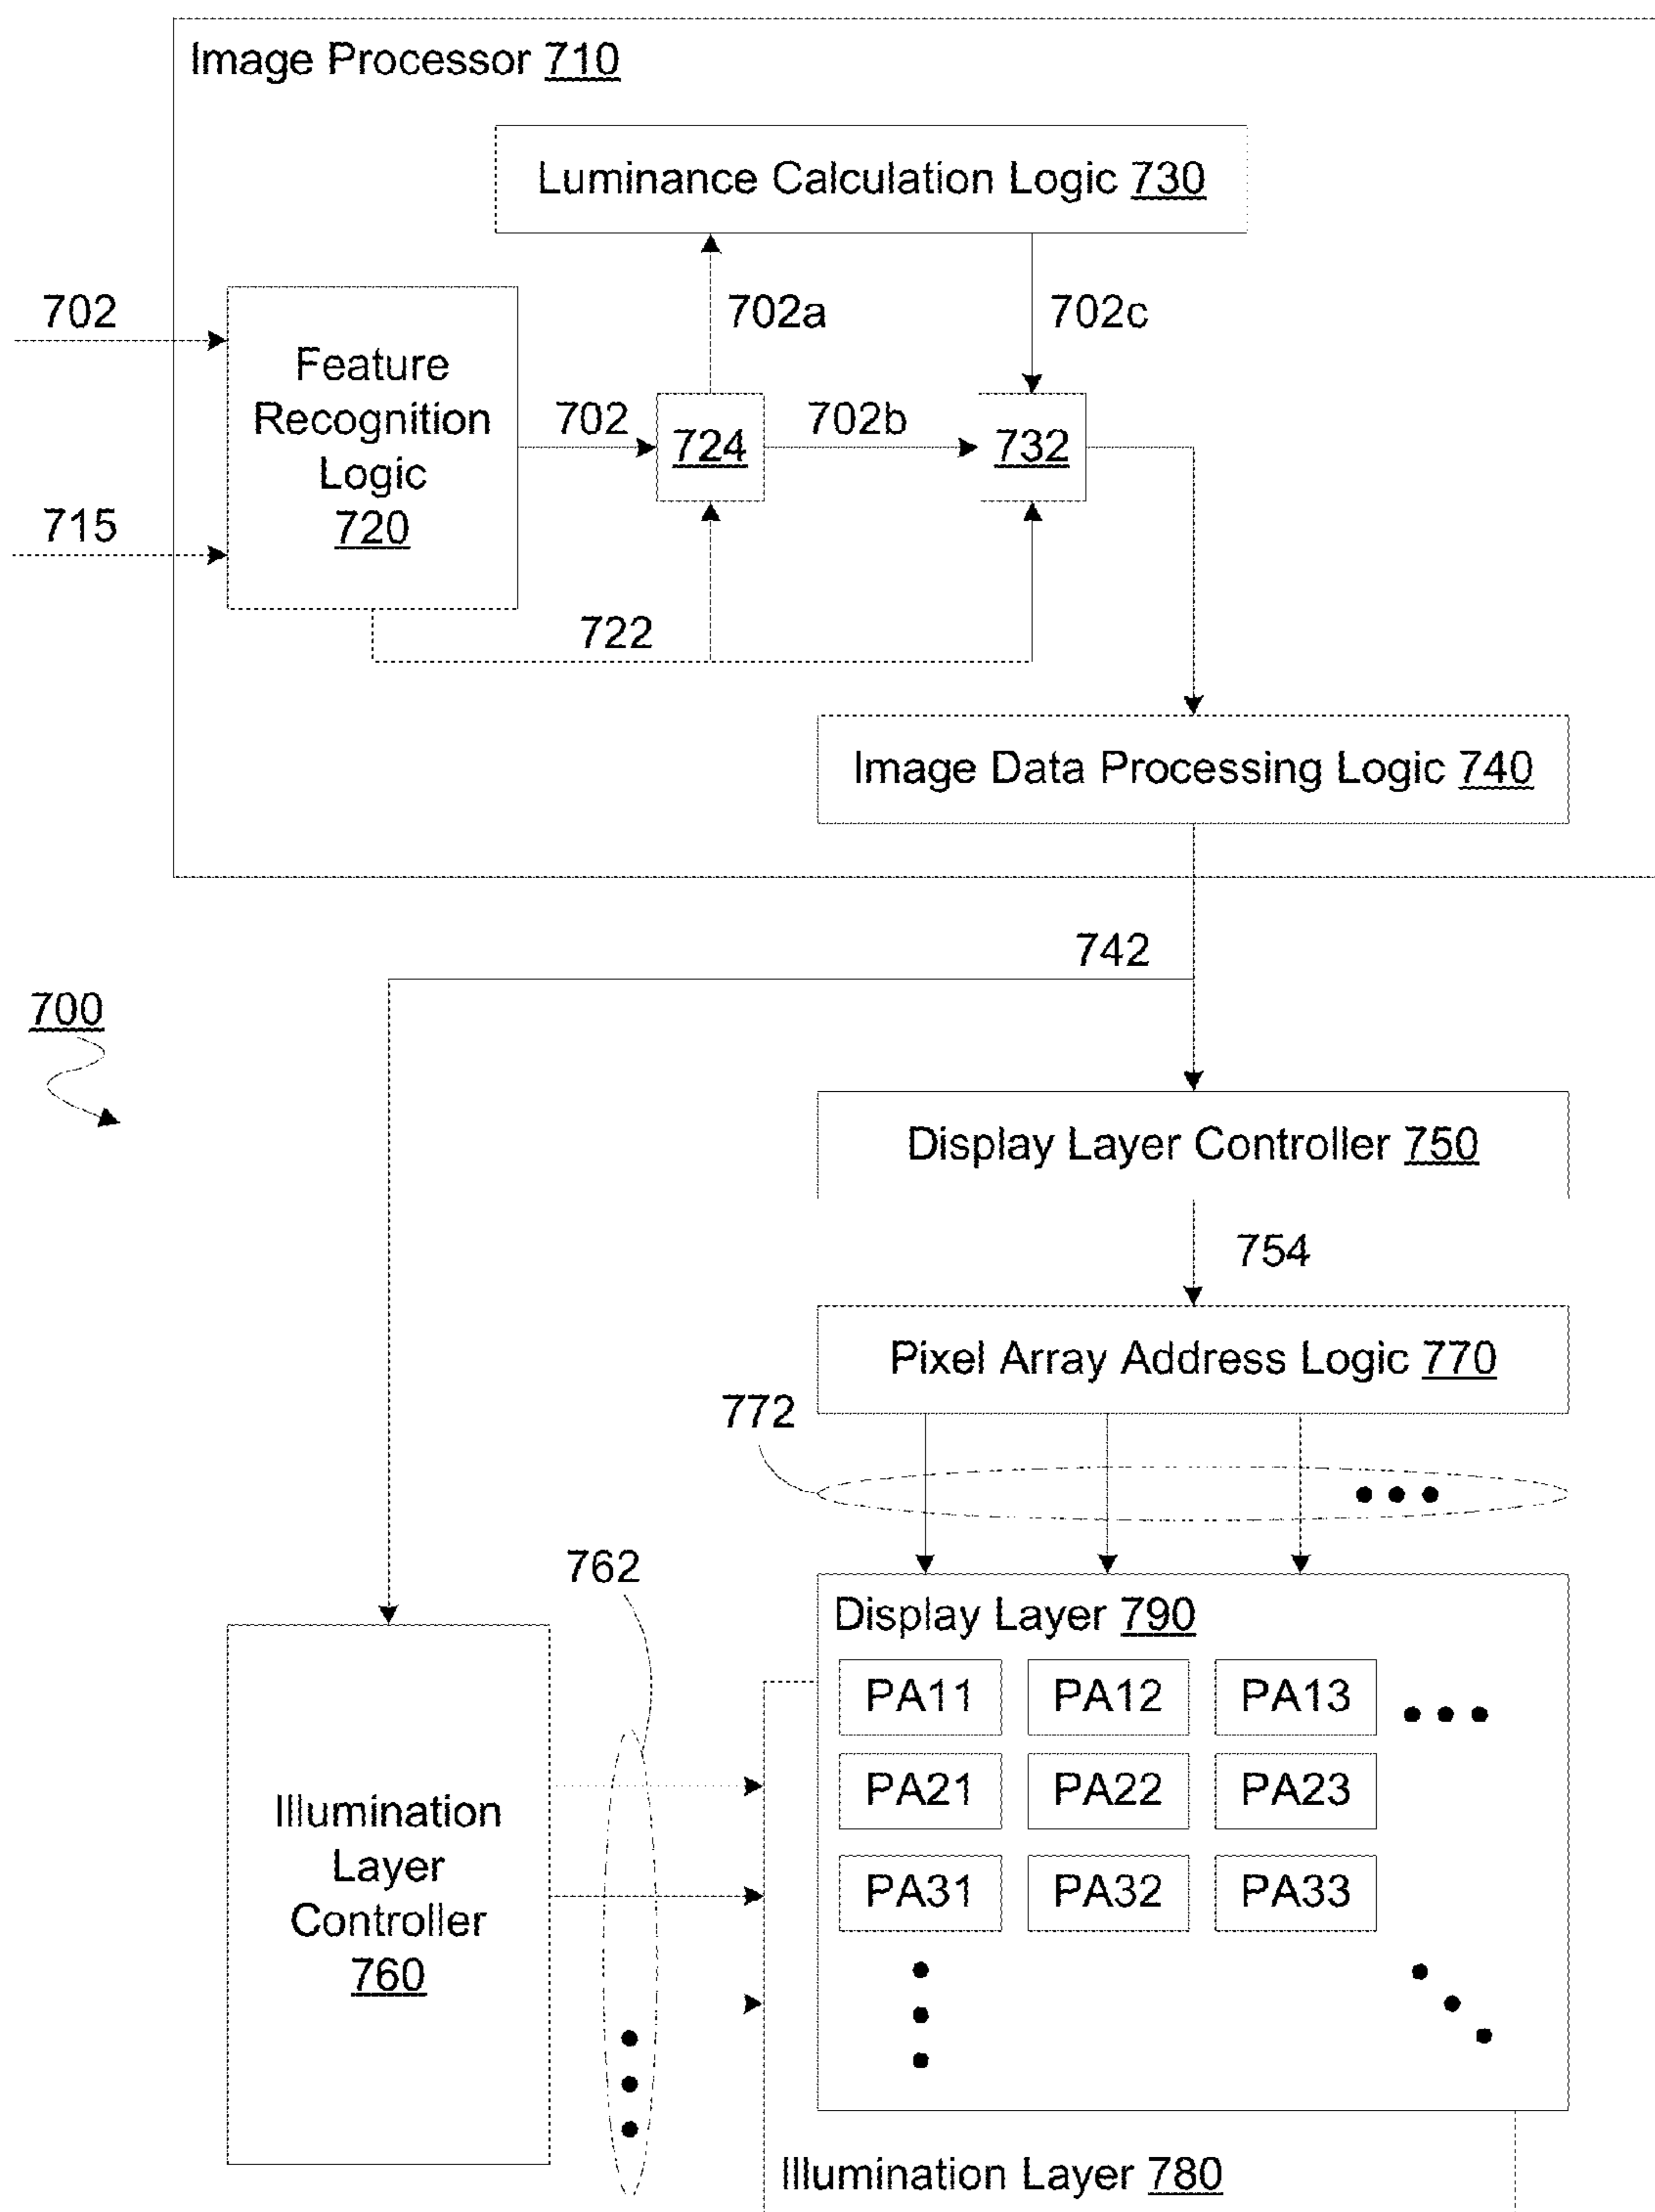 Image Processor 710
Luminance Calculation Logic 730
702
702a
702c
Feature
Recognition
Logic
720
702
724
702b
732
715
722
Image Data Processing Logic 740
742
700
Display Layer Controller 750
754
Pixel Array Address Logic 770
772
762
Display Layer 790
PA11 PA12 PA13
PA21 PA22 PA23
PA31 PA32 PA33
Illumination
Layer
Controller
760
Illumination Layer 780